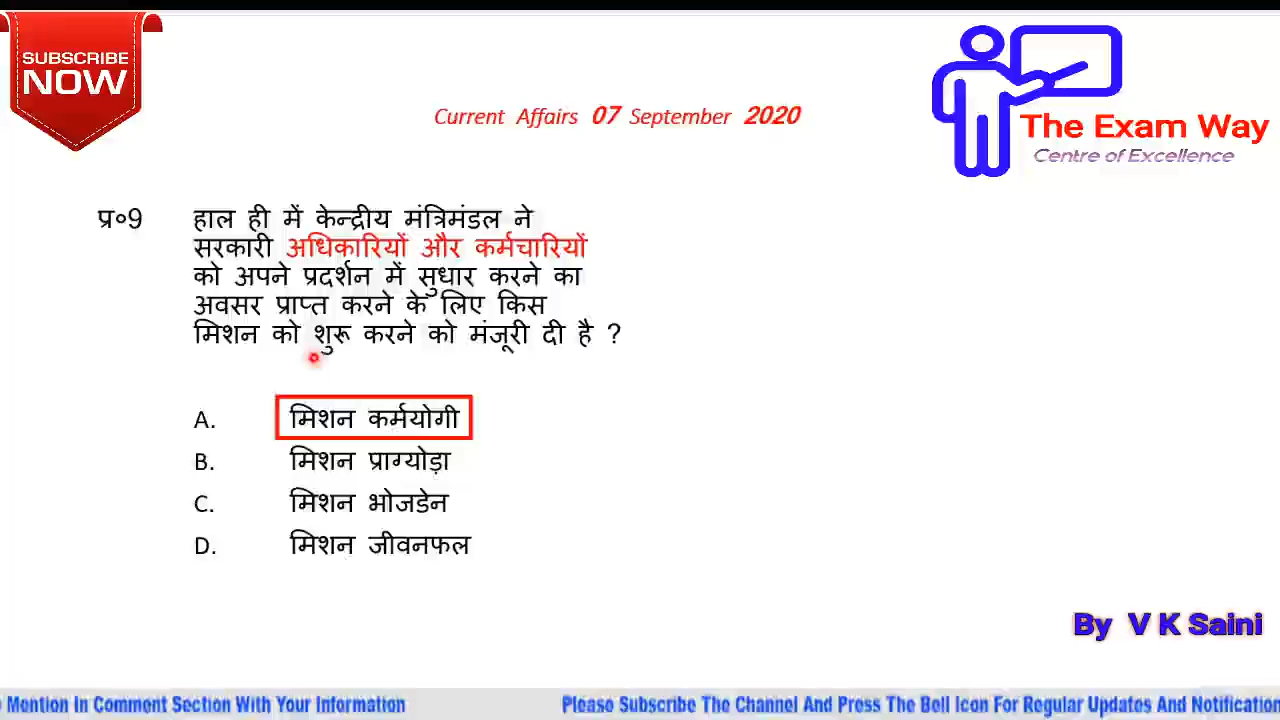 SUBSCRIBE
NOW
Current Affairs 07 September 2020
The Exam Way
Centre of Excellence
प्र०9 हाल ही में केन्द्रीय मंत्रिमंडल ने
सरकारी अधिकारियों और कर्मचारियों
को अपने प्रदर्शन में सुधार करने का
अवसर प्राप्त करने के लिए किस
मिशन को शुरू करने को मंजूरी दी है ?
A. मिशन कर्मयोगी
B. मिशन प्राग्योड़ा
C. मिशन भोजडेन
D. मिशन जीवनफल
By V K Saini
Mention In Comment Section With Your Information Please Subscribe The Channel And Press The Bell Icon For Regular Updates And Notification